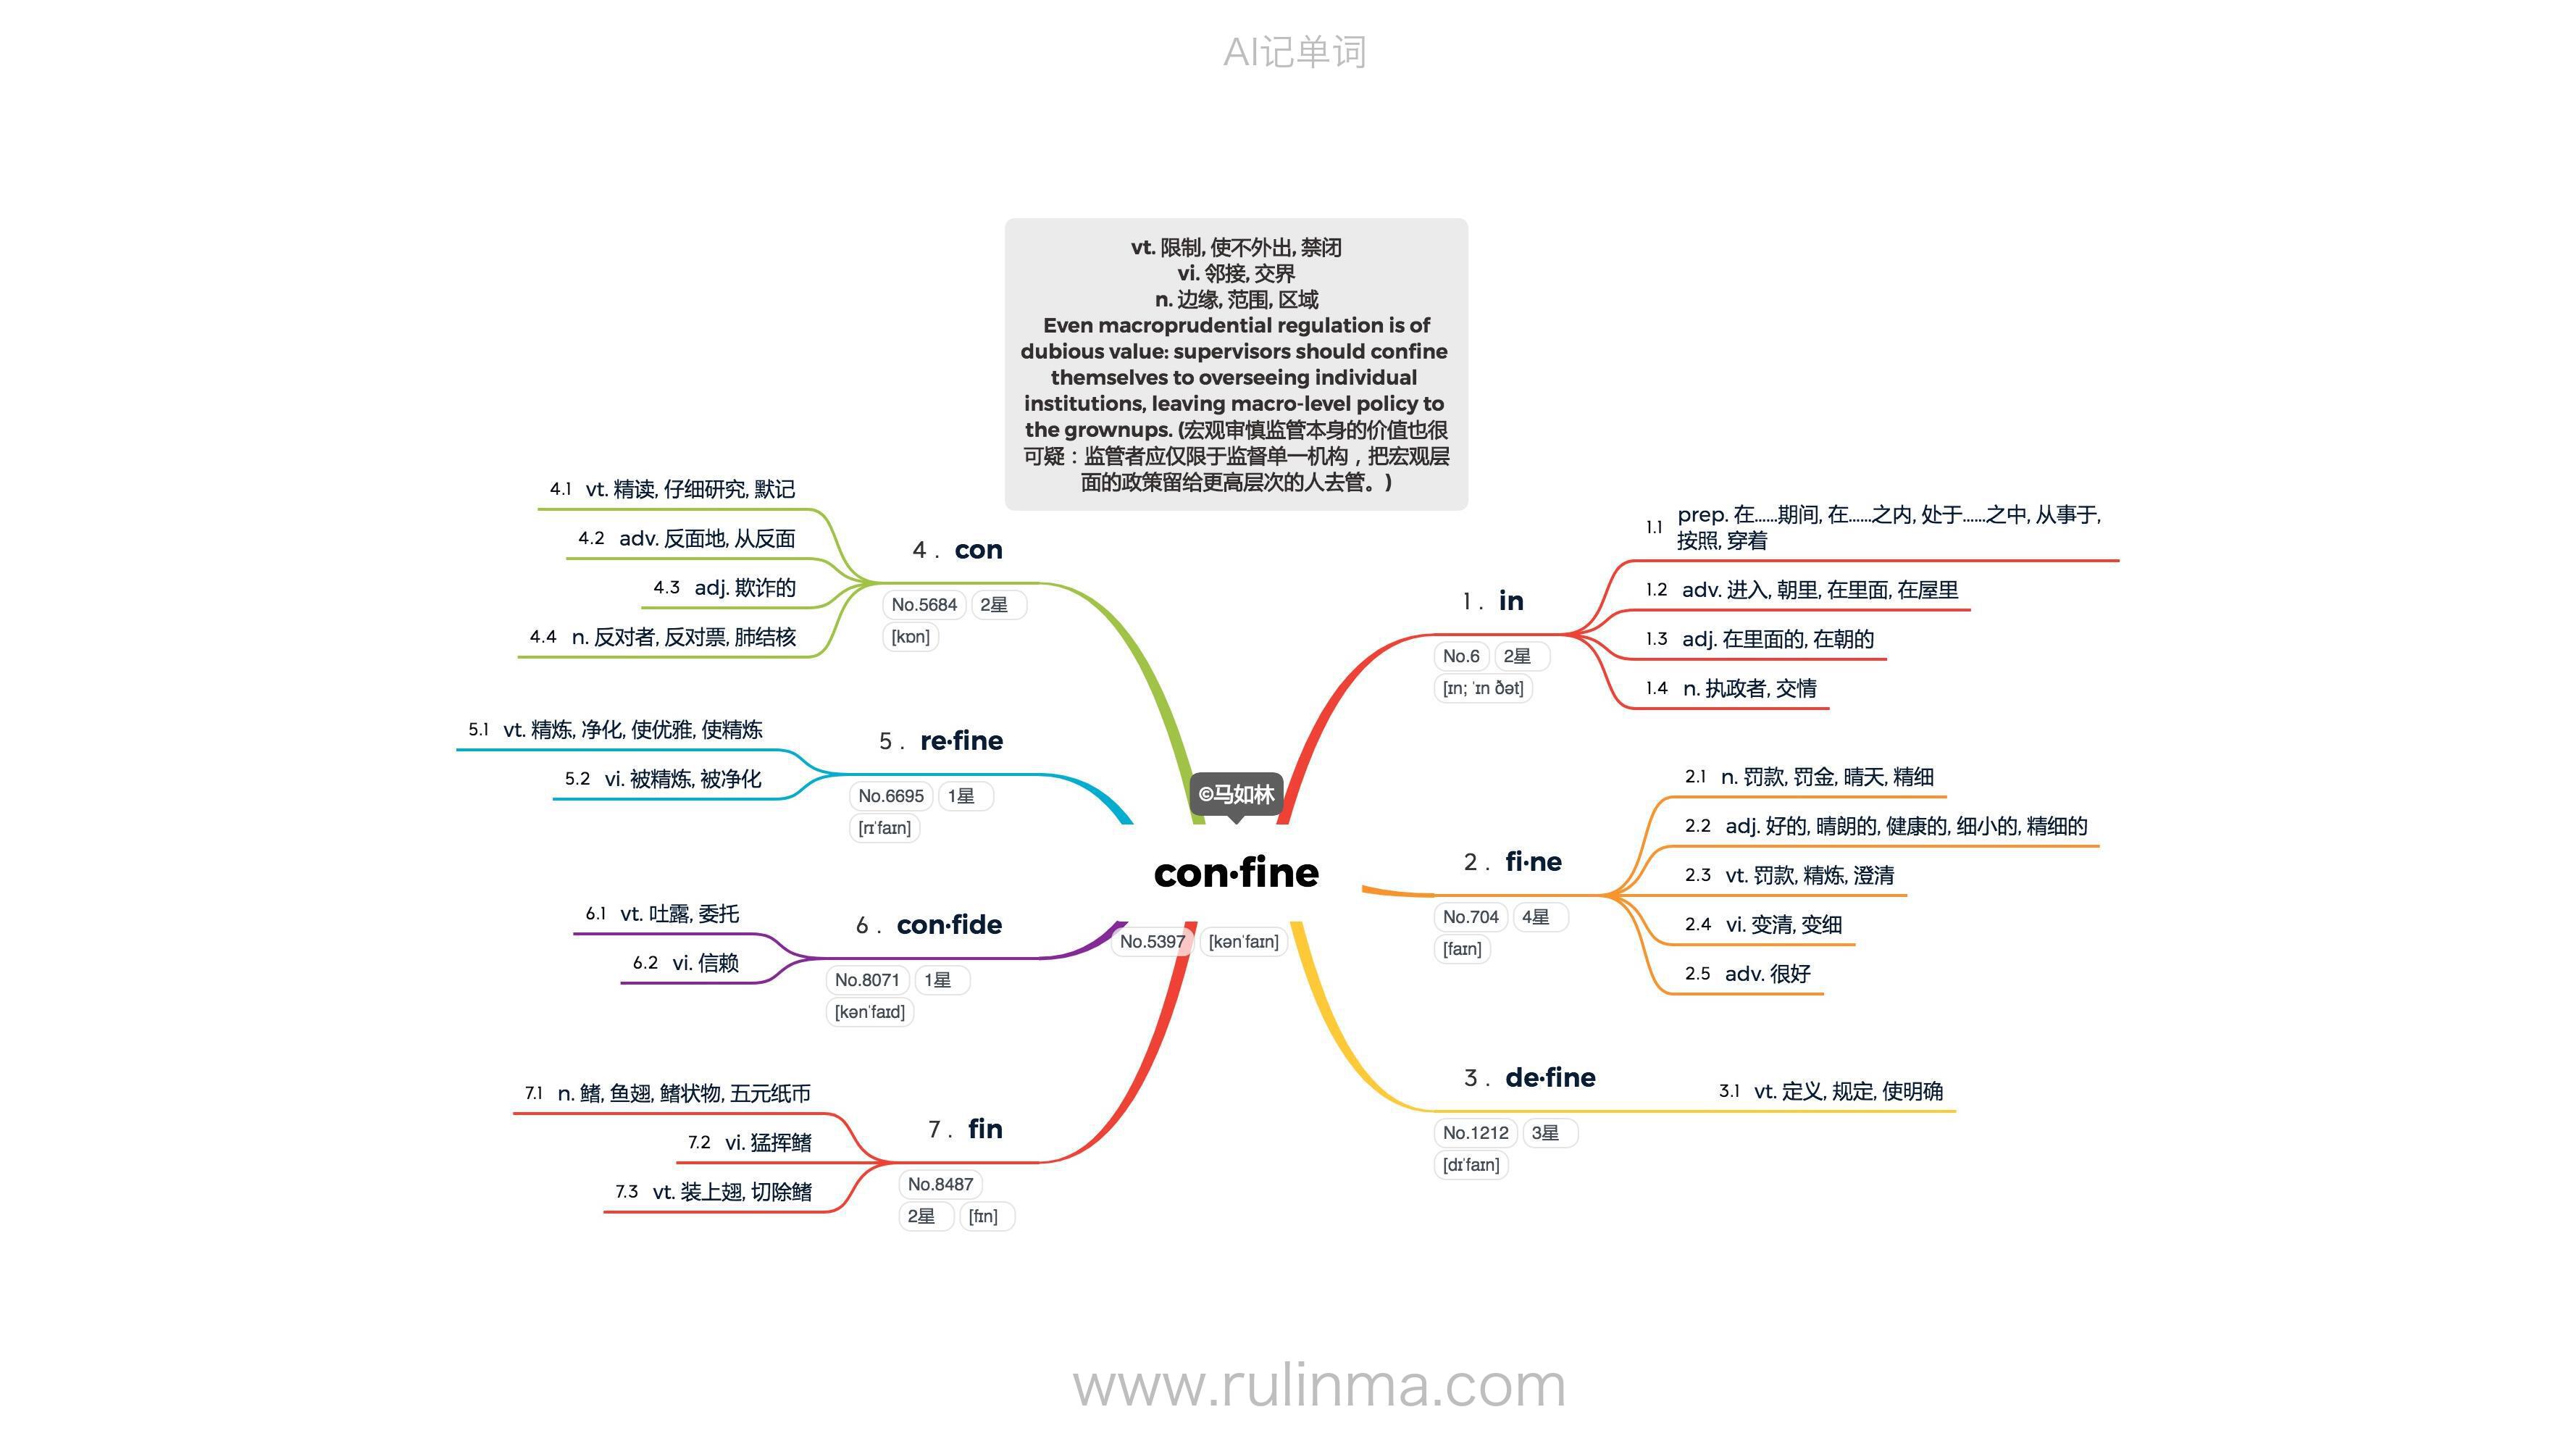 AI记单词
vt. 限制, 使不外出, 禁闭
vi. 邻接, 交界
n. 边缘, 范围, 区域
Even macroprudential regulation is of
dubious value: supervisors should confine
themselves to overseeing individual
institutions, leaving macro-level policy to
the grownups. (宏观审慎监管本身的价值也很
可疑：监管者应仅限于监督单一机构，把宏观层
面的政策留给更高层次的人去管。)
©马如林
con·fine
No.5397 [kənˈfaɪn]
1. in
No.6 2星
[ɪn; ˈɪn ðət]
1.1 prep. 在……期间, 在……之内, 处于……之中, 从事于,
按照, 穿着
1.2 adv. 进入, 朝里, 在里面, 在屋里
1.3 adj. 在里面的, 在朝的
1.4 n. 执政者, 交情
2. fi·ne
No.704 4星
[faɪn]
2.1 n. 罚款, 罚金, 晴天, 精细
2.2 adj. 好的, 晴朗的, 健康的, 细小的, 精细的
2.3 vt. 罚款, 精炼, 澄清
2.4 vi. 变清, 变细
2.5 adv. 很好
3. de·fine
No.1212 3星
[dɪˈfaɪn]
3.1 vt. 定义, 规定, 使明确
4. con
No.5684 2星
[kɒn]
4.1 vt. 精读, 仔细研究, 默记
4.2 adv. 反面地, 从反面
4.3 adj. 欺诈的
4.4 n. 反对者, 反对票, 肺结核
5. re·fine
No.6695 1星
[rɪˈfaɪn]
5.1 vt. 精炼, 净化, 使优雅, 使精炼
5.2 vi. 被精炼, 被净化
6. con·fide
No.8071 1星
[kənˈfaɪd]
6.1 vt. 吐露, 委托
6.2 vi. 信赖
7. fin
No.8487
2星 [fɪn]
7.1 n. 鳍, 鱼翅, 鳍状物, 五元纸币
7.2 vi. 猛挥鳍
7.3 vt. 装上翅, 切除鳍
www.rulinma.com